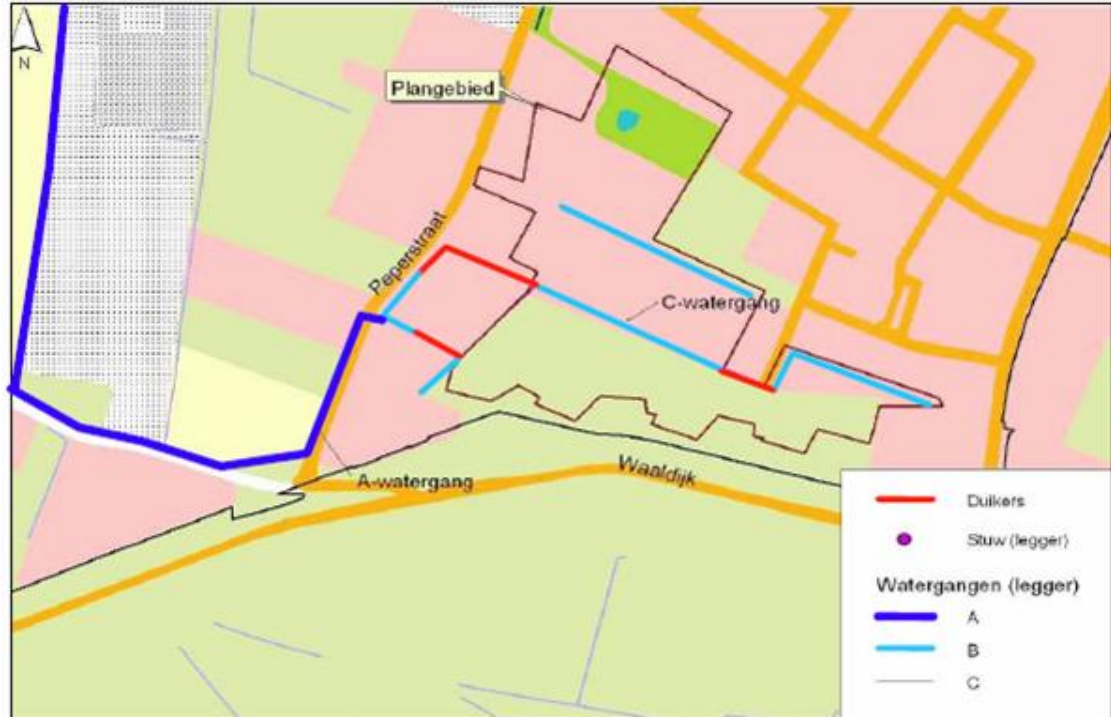 N
Plangebied
Peperstraat
C-watergang
A-watergang
Waaldijk
Duikers
Stuw (legger)
Watergangen (legger)
A
B
C